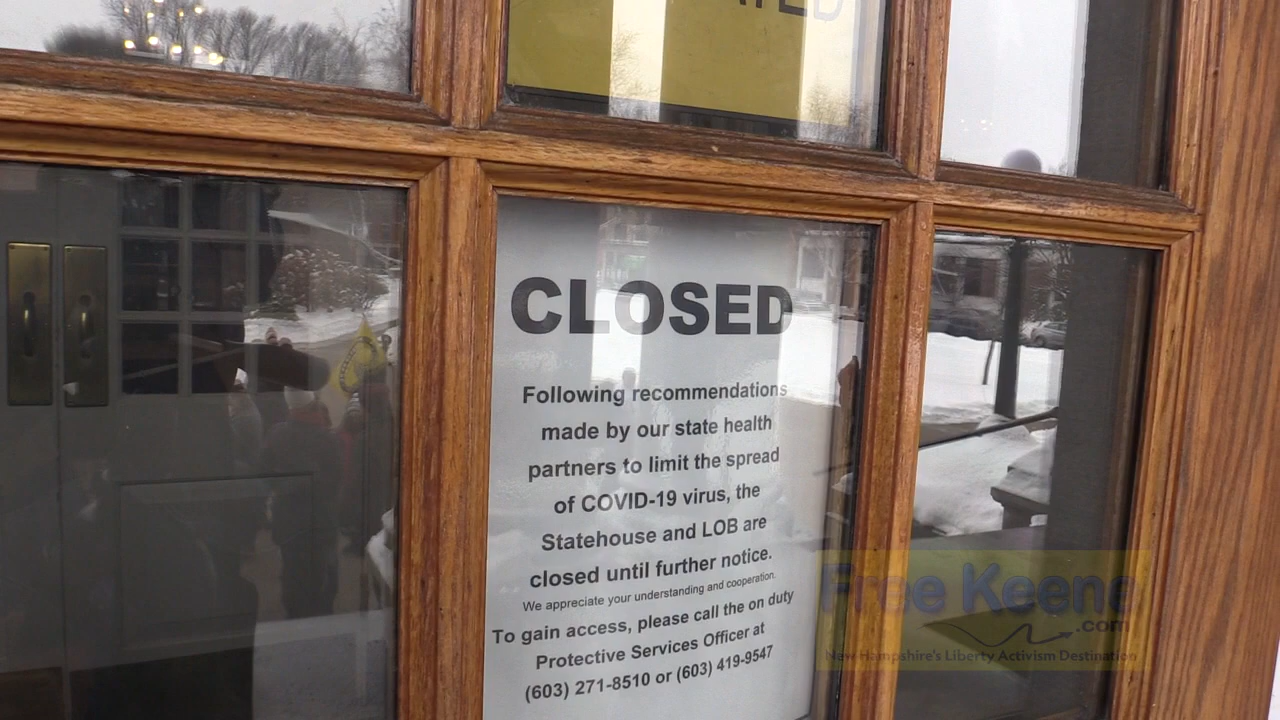 CLOSED
Following recommendations
made by our state health
partners to limit the spread
of COVID-19 virus, the
Statehouse and LOB are
closed until further notice.
We appreciate your understanding and cooperation.
To gain access, please call the on duty
Protective Services Officer at
(603) 271-8510 or (603) 419-9547
Free Keene
.com
New Hampshire's Liberty Activism Destination